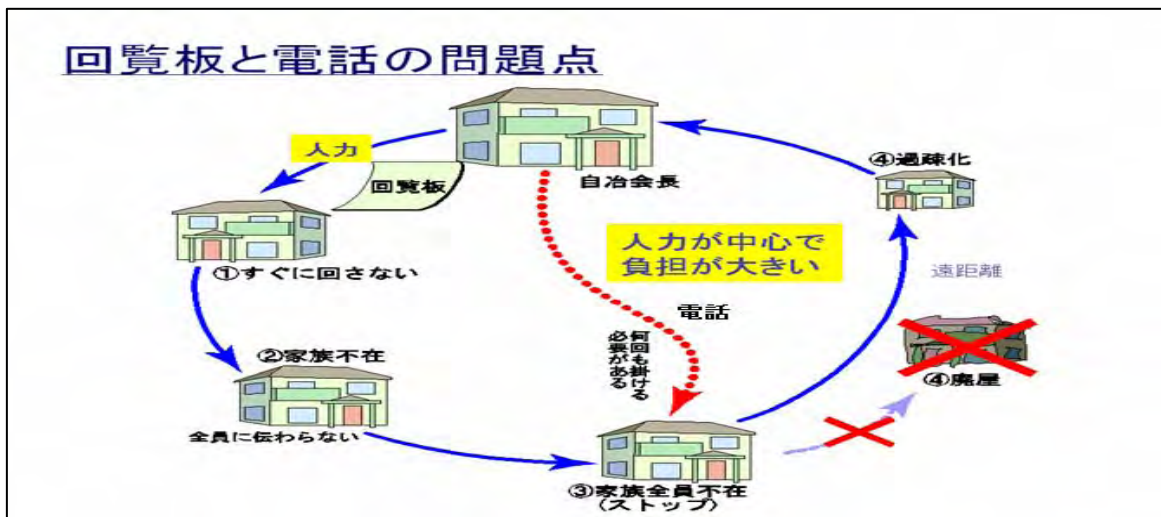 回覧板と電話の問題点
人力
回覧板
自治会長
④過疎化
①すぐに回さない
人力が中心で
負担が大きい
遠距離
電話
何回も掛ける
必要がある
②家族不在
全員に伝わらない
④廃屋
③家族全員不在
(ストップ)